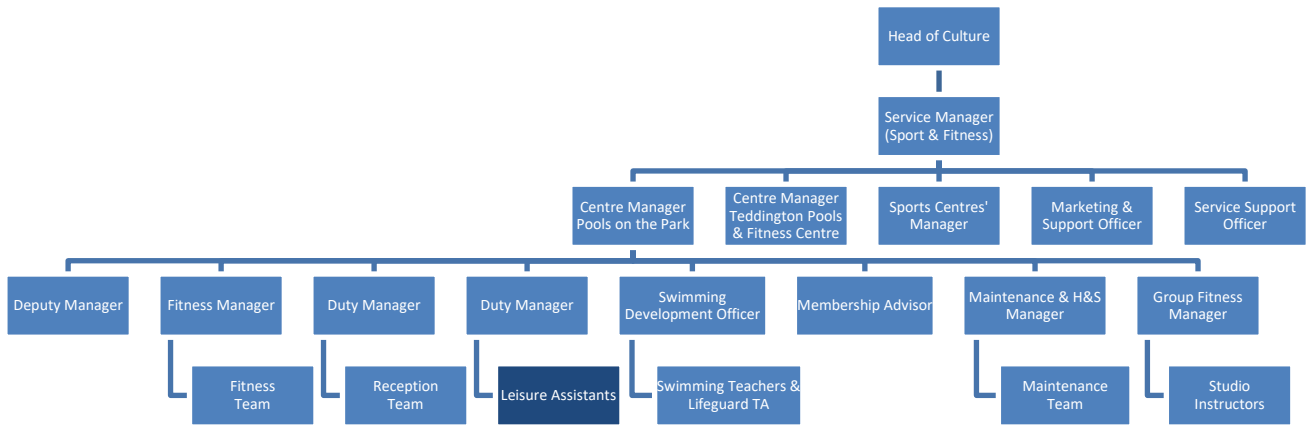 Head of Culture
Service Manager
(Sport & Fitness)
Centre Manager
Pools on the Park
Centre Manager
Teddington Pools
& Fitness Centre
Sports Centres'
Manager
Marketing &
Support Officer
Service Support
Officer
Deputy Manager
Fitness Manager
Duty Manager
Duty Manager
Swimming
Development Officer
Membership Advisor
Maintenance & H&S
Manager
Group Fitness
Manager
Fitness
Team
Reception
Team
Leisure Assistants
Swimming Teachers &
Lifeguard TA
Maintenance
Team
Studio
Instructors